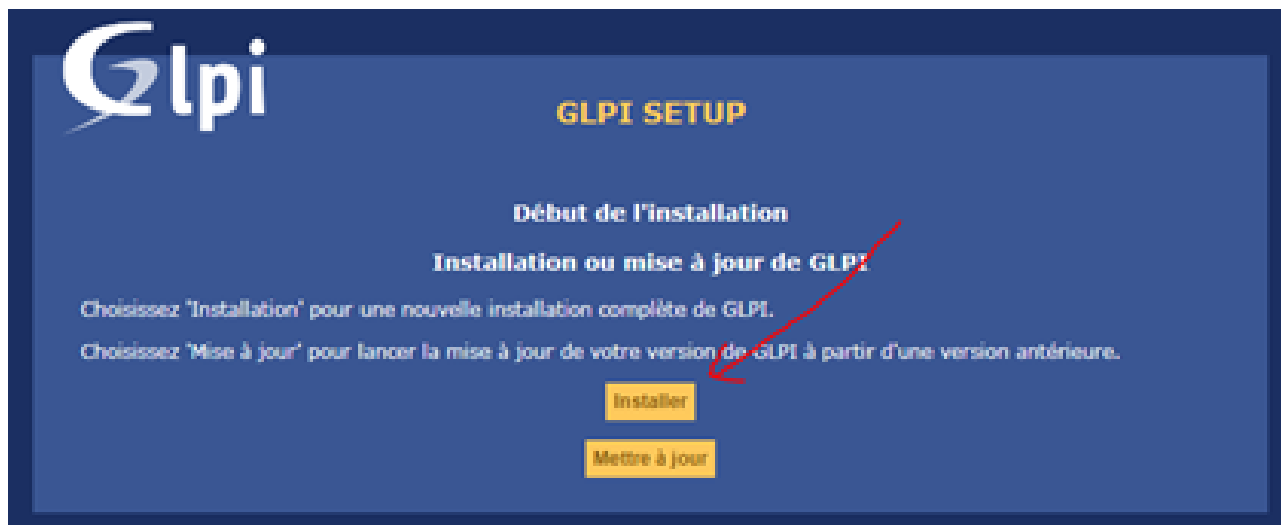 Glpi
GLPI SETUP
Début de l'installation
Installation ou mise à jour de GLPI
Choisissez 'Installation' pour une nouvelle installation complète de GLPI.
Choisissez 'Mise à jour' pour lancer la mise à jour de votre version de GLPI à partir d'une version antérieure.
Installer
Mettre à jour